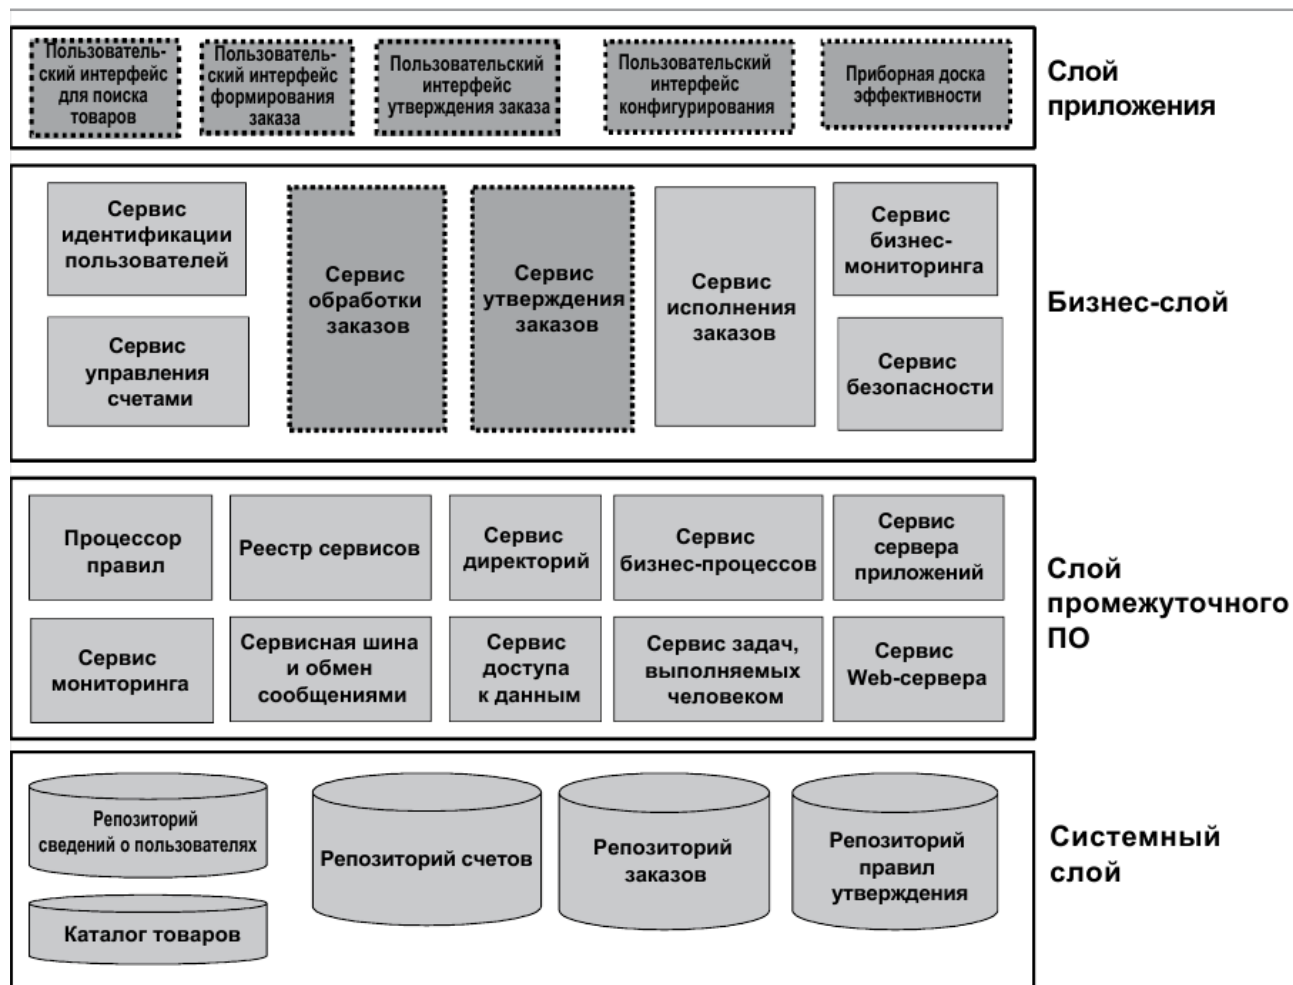 Пользователь-
ский интерфейс
для поиска
товаров
Пользователь-
ский интерфейс
формирования
заказа
Пользовательский
интерфейс
утверждения заказа
Пользовательский
интерфейс
конфигурирования
Приборная доска
эффективности
Слой
приложения
Сервис
идентификации
пользователей
Сервис
управления
счетами
Сервис
обработки
заказов
Сервис
утверждения
заказов
Сервис
исполнения
заказов
Сервис
бизнес-
мониторинга
Сервис
безопасности
Бизнес-слой
Процессор
правил
Реестр сервисов
Сервис
директорий
Сервис
бизнес-процессов
Сервис
сервера
приложений
Сервис
мониторинга
Сервисная шина
и обмен
сообщениями
Сервис
доступа
к данным
Сервис задач,
выполняемых
человеком
Сервис
Web-сервера
Слой
промежуточного
ПО
Репозиторий
сведений о пользователях
Каталог товаров
Репозиторий счетов
Репозиторий
заказов
Репозиторий
правил
утверждения
Системный
слой